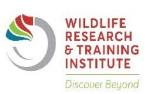 WILDLIFE
RESEARCH
& TRAINING
INSTITUTE
Discover Beyond